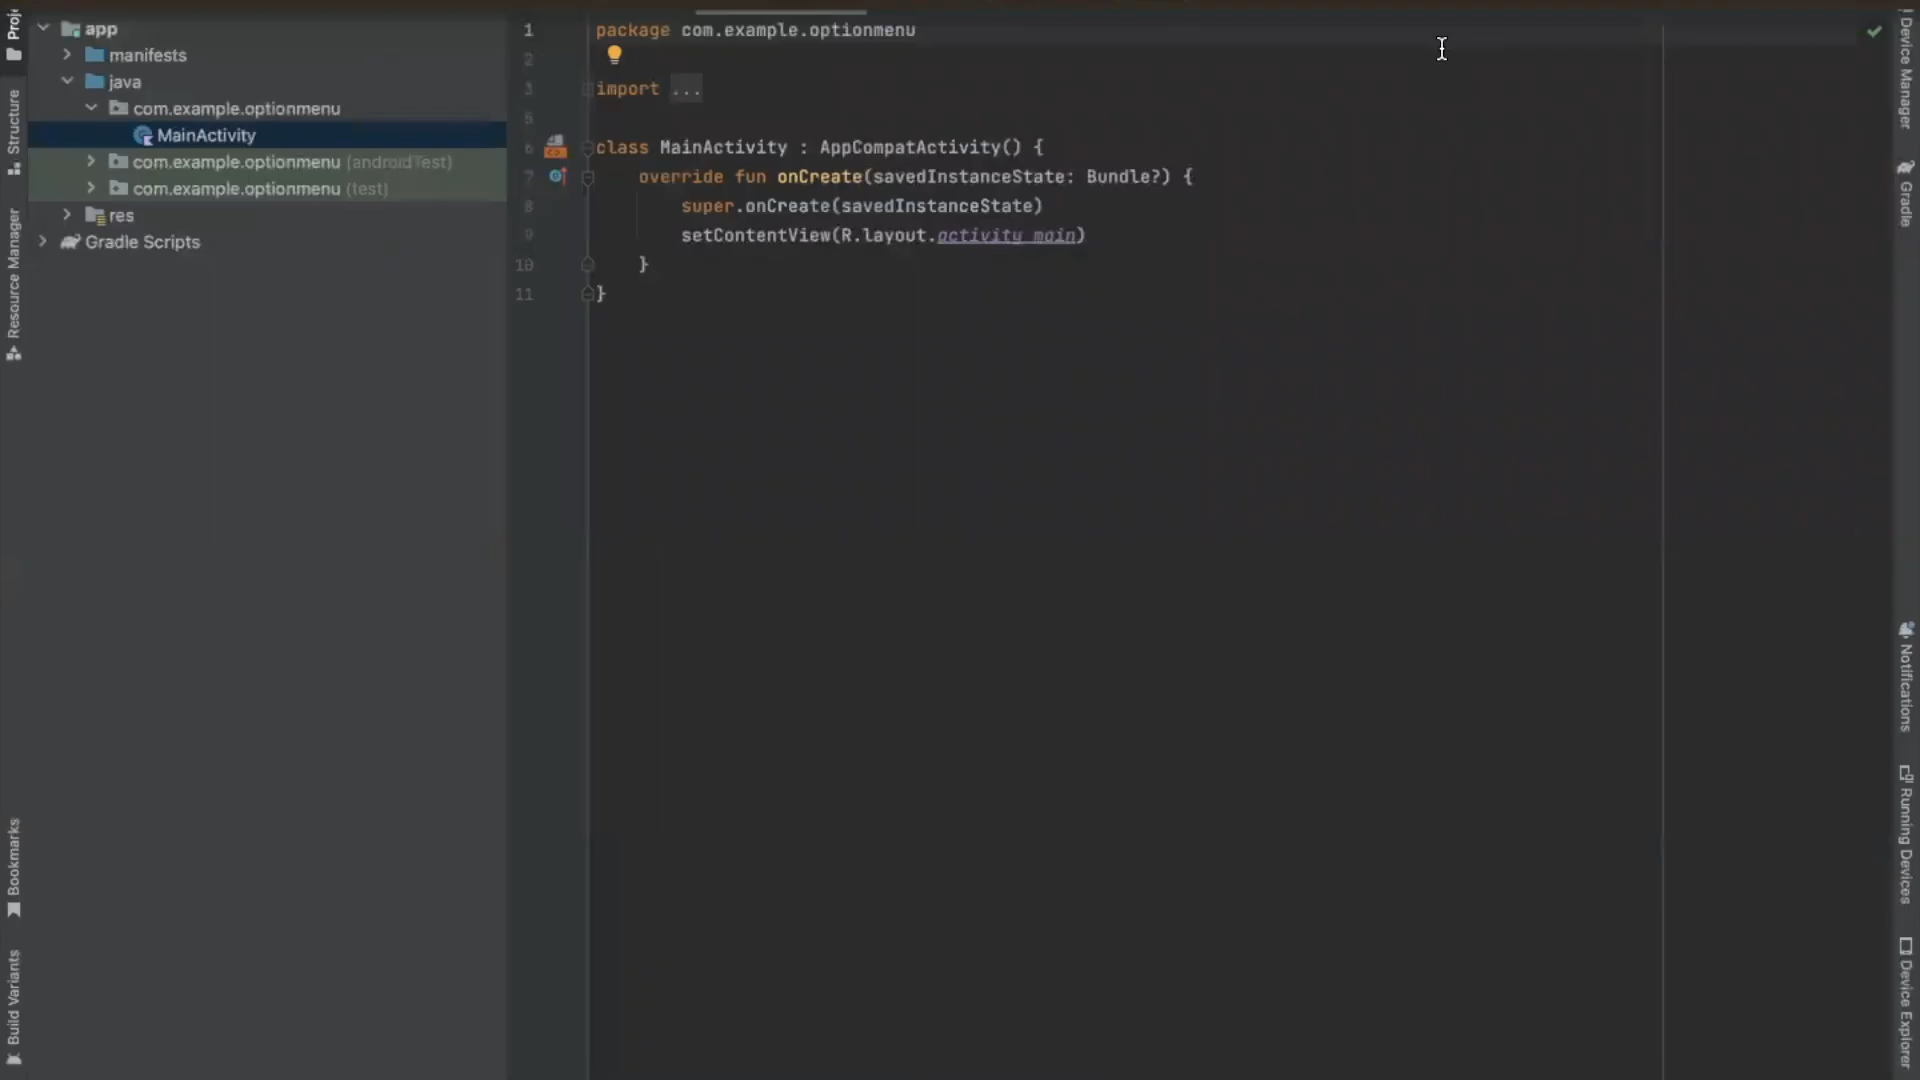 Proj
Structure
Resource Manager
Bookmarks
Build Variants
app
manifests
java
com.example.optionmenu
MainActivity
com.example.optionmenu (androidTest)
com.example.optionmenu (test)
res
Gradle Scripts
1 package com.example.optionmenu
2
3 import ...
5
6 class MainActivity : AppCompatActivity() {
7 override fun onCreate(savedInstanceState: Bundle?) {
8 super.onCreate(savedInstanceState)
9 setContentView(R.layout.activity_main)
10 }
11 }
Device Manager
Gradle
Notifications
Running Devices
Device Explorer